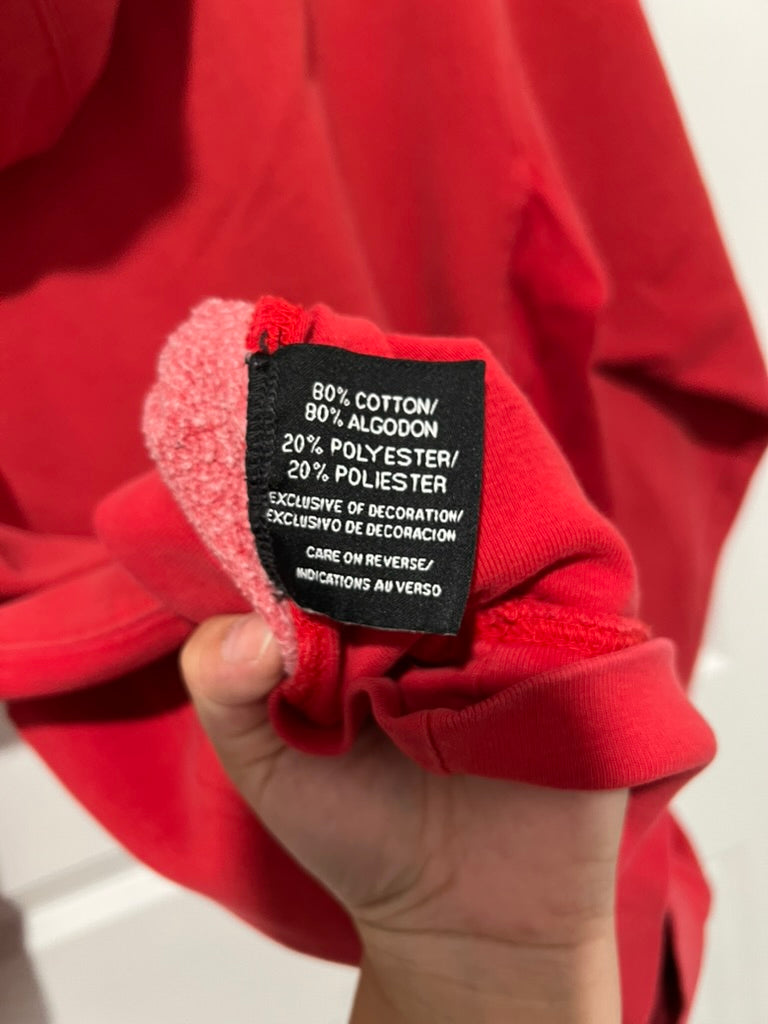 80% COTTON/
80% ALGODON
20% POLYESTER/
20% POLIESTER
EXCLUSIVE OF DECORATION/
EXCLUSIVO DE DECORACION
CARE ON REVERSE/
INDICATIONS AU VERSO